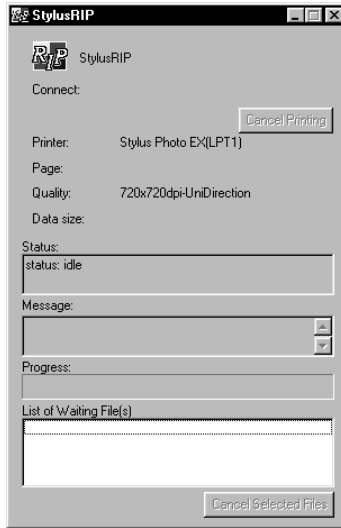 StylusRIP
RIP StylusRIP
Connect:
Cancel Printing
Printer: Stylus Photo EX(LPT1)
Page:
Quality: 720x720dpi-UniDirection
Data size:
Status:
status: idle
Message:
Progress:
List of Waiting File(s)
Cancel Selected Files